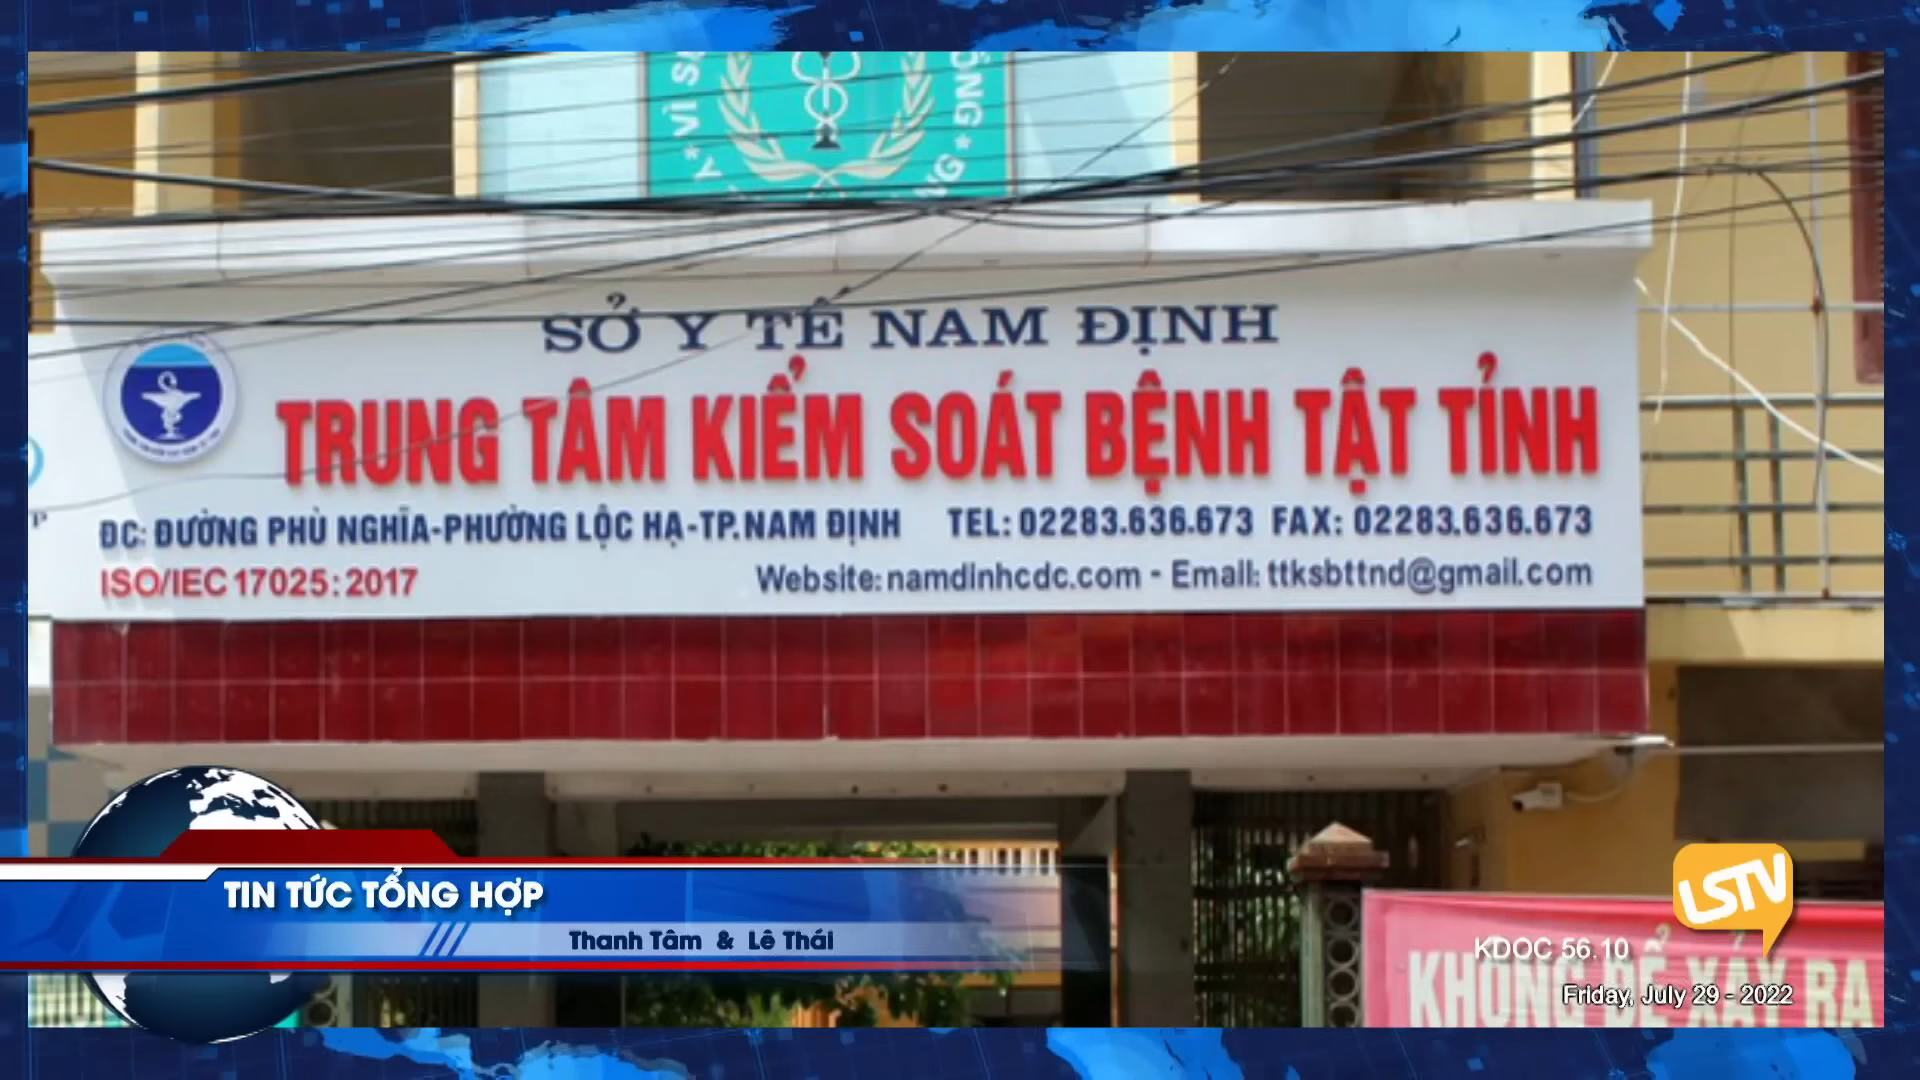 *VÌ S
ỒNG*
SỞ Y TẾ NAM ĐỊNH
TRUNG TÂM KIỂM SOÁT BỆNH TẬT TỈNH
ĐC: ĐƯỜNG PHÙ NGHĨA-PHƯỜNG LỘC HẠ-TP.NAM ĐỊNH TEL: 02283.636.673 FAX: 02283.636.673
ISO/IEC 17025:2017 Website: namdinhcdc.com - Email: ttksbttnd@gmail.com
LSTV
TIN TỨC TỔNG HỢP
Thanh Tâm & Lê Thái
KDOC 56.10
Friday, July 29 - 2022
KHÔNG ĐỂ XẢY RA